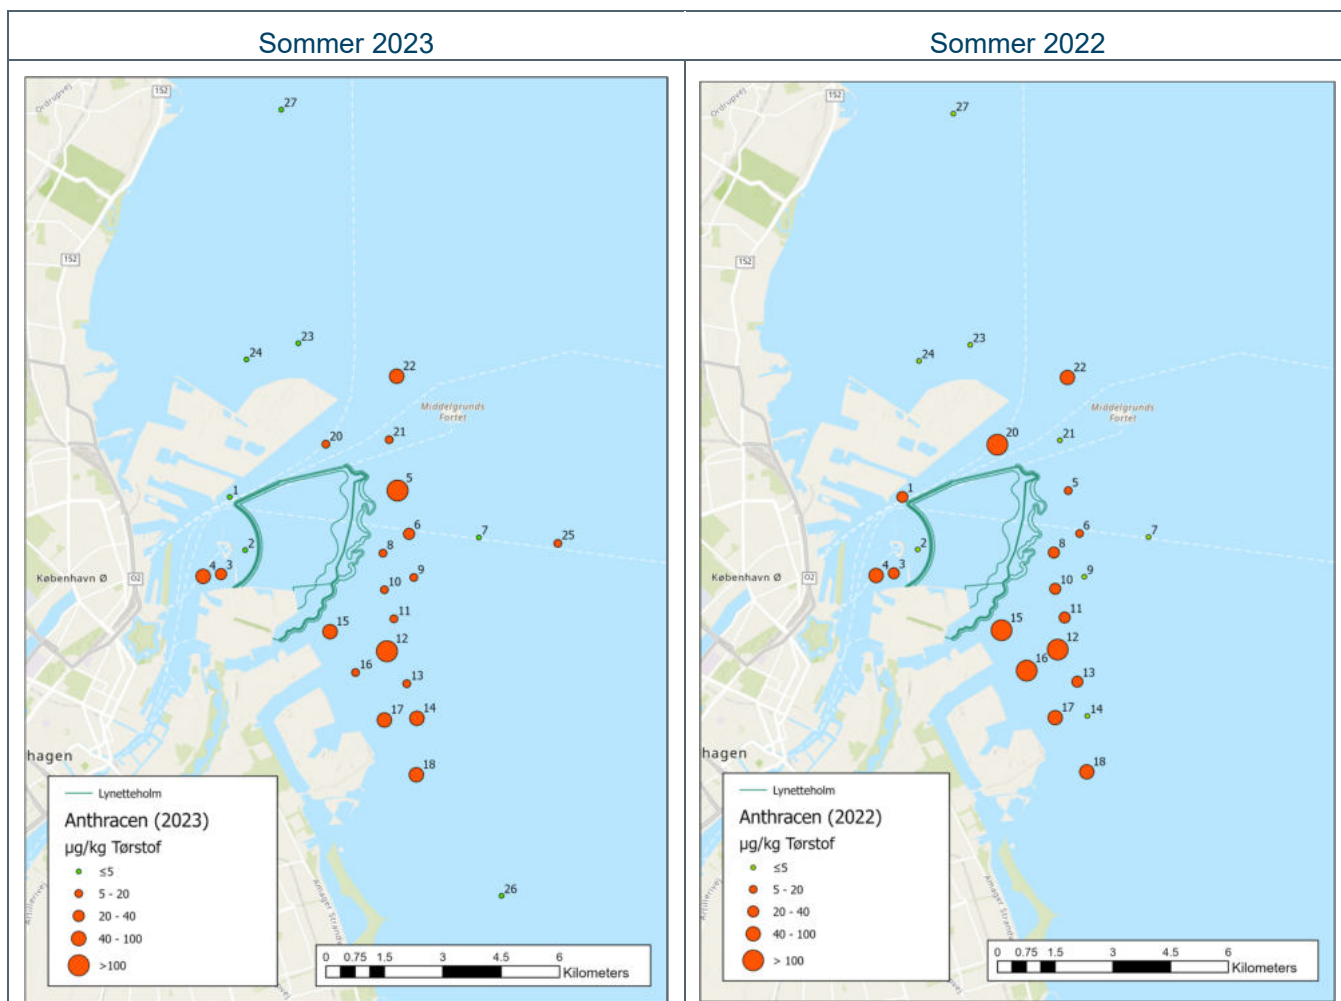 Sommer 2023
Sommer 2022
Ordrupvej
152
27
152
24
23
22
Middelgrunds
Fortet
20
21
5
1
6
7
25
2
8
4
3
9
København Ø
O2
10
11
15
12
16
13
17
14
18
hagen
26
Amager Strandv
Lynetteholm
Anthracen (2023)
µg/kg Tørstof
≤5
5 - 20
20 - 40
40 - 100
>100
0 0.75 1.5 3 4.5 6
Kilometers
Ordrupvej
152
27
152
24
23
22
Middelgrunds
Fortet
20
21
5
1
6
7
2
8
4
3
9
København Ø
O2
10
11
15
12
16
13
17
14
18
hagen
Amager Strandv
Lynetteholm
Anthracen (2022)
µg/kg Tørstof
≤5
5 - 20
20 - 40
40 - 100
> 100
0 0.75 1.5 3 4.5 6
Kilometers